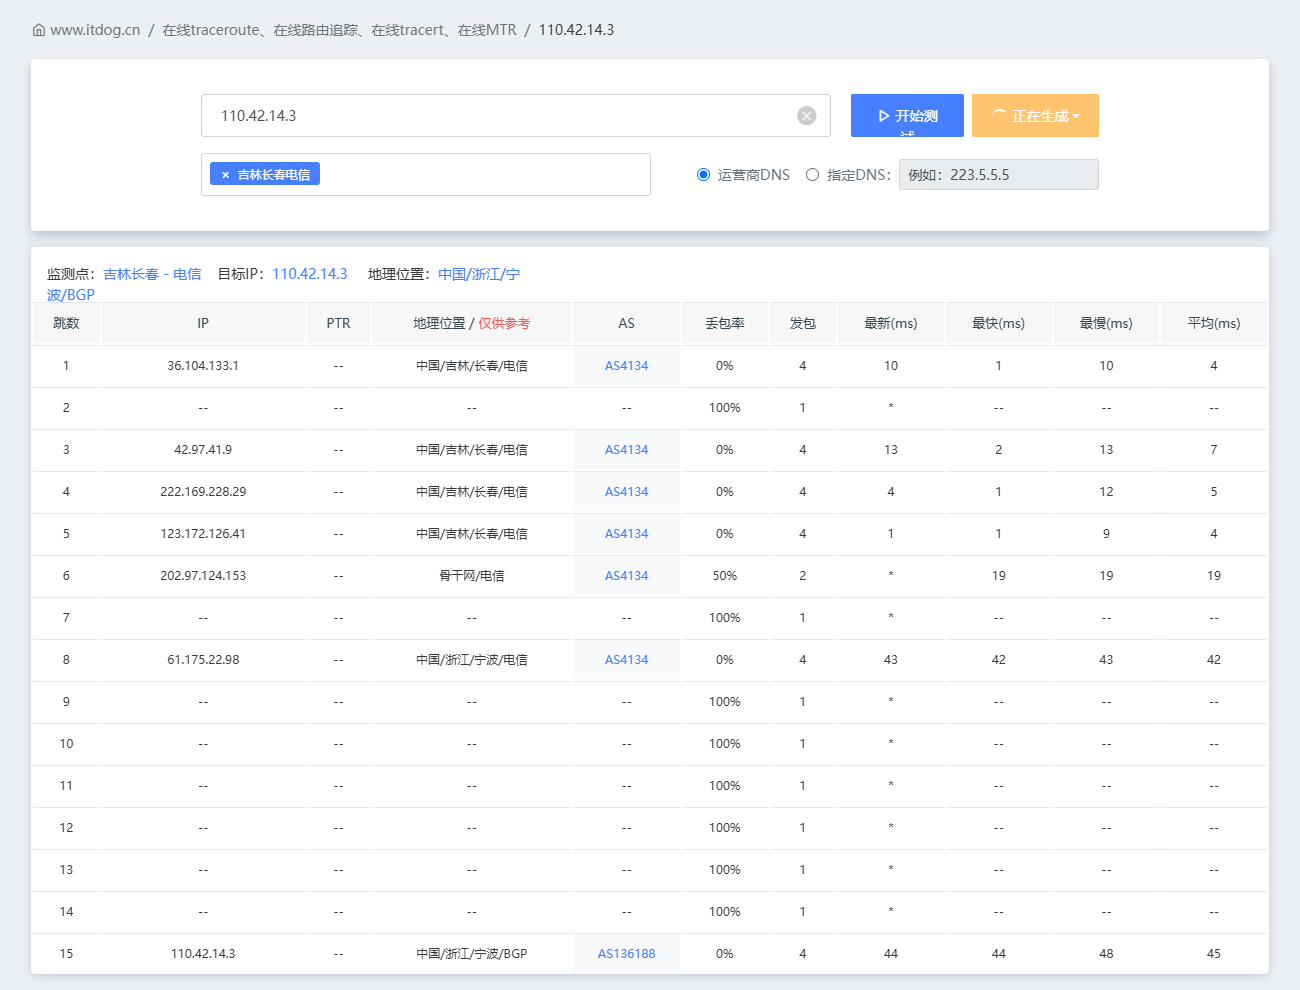 www.itdog.cn / 在线traceroute、在线路由追踪、在线tracert、在线MTR / 110.42.14.3
110.42.14.3 开始测试 正在生成
× 吉林长春电信 运营商DNS 指定DNS: 例如：223.5.5.5
监测点：吉林长春 - 电信 目标IP：110.42.14.3 地理位置：中国/浙江/宁
波/BGP
跳数 IP PTR 地理位置 / 仅供参考 AS 丢包率 发包 最新(ms) 最快(ms) 最慢(ms) 平均(ms)
1 36.104.133.1 -- 中国/吉林/长春/电信 AS4134 0% 4 10 1 10 4
2 -- -- -- -- 100% 1 * -- -- --
3 42.97.41.9 -- 中国/吉林/长春/电信 AS4134 0% 4 13 2 13 7
4 222.169.228.29 -- 中国/吉林/长春/电信 AS4134 0% 4 4 1 12 5
5 123.172.126.41 -- 中国/吉林/长春/电信 AS4134 0% 4 1 1 9 4
6 202.97.124.153 -- 骨干网/电信 AS4134 50% 2 * 19 19 19
7 -- -- -- -- 100% 1 * -- -- --
8 61.175.22.98 -- 中国/浙江/宁波/电信 AS4134 0% 4 43 42 43 42
9 -- -- -- -- 100% 1 * -- -- --
10 -- -- -- -- 100% 1 * -- -- --
11 -- -- -- -- 100% 1 * -- -- --
12 -- -- -- -- 100% 1 * -- -- --
13 -- -- -- -- 100% 1 * -- -- --
14 -- -- -- -- 100% 1 * -- -- --
15 110.42.14.3 -- 中国/浙江/宁波/BGP AS136188 0% 4 44 44 48 45